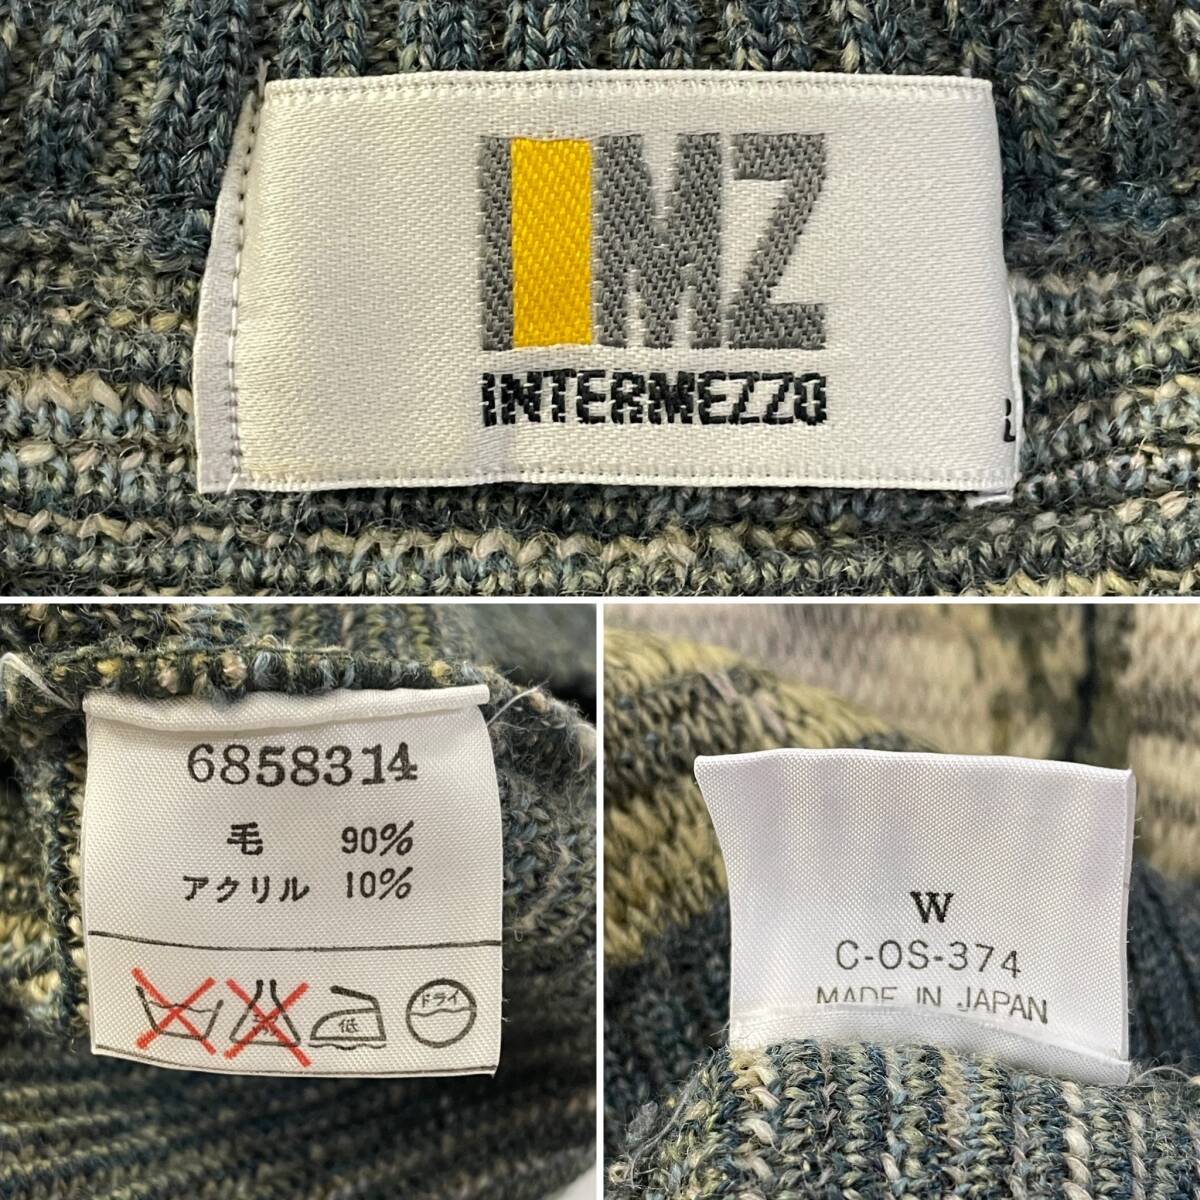 IMZ
INTERMEZZO
L
6858314
毛 90%
アクリル 10%
低
ドライ
W
C-OS-374
MADE IN JAPAN